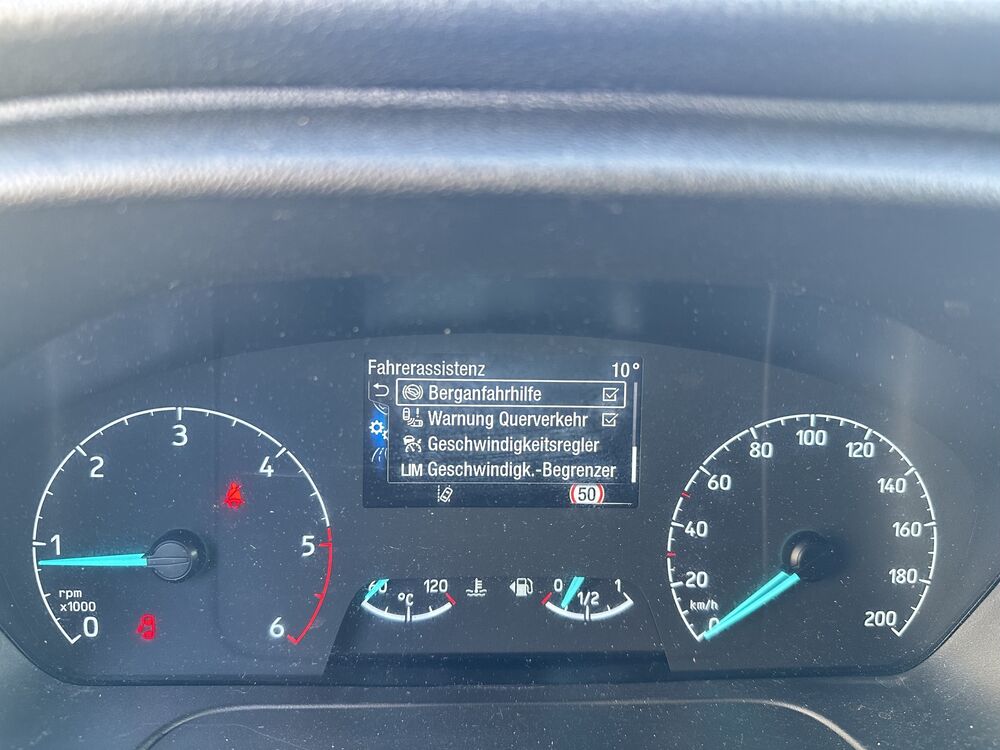 Fahrerassistenz 10°
Berganfahrhilfe
Warnung Querverkehr
Geschwindigkeitsregler
LIM Geschwindigk.-Begrenzer
50
0 1 2 3 4 5 6
rpm
x1000
60 °C 120
0 1/2 1
0 20 40 60 80 100 120 140 160 180 200
km/h